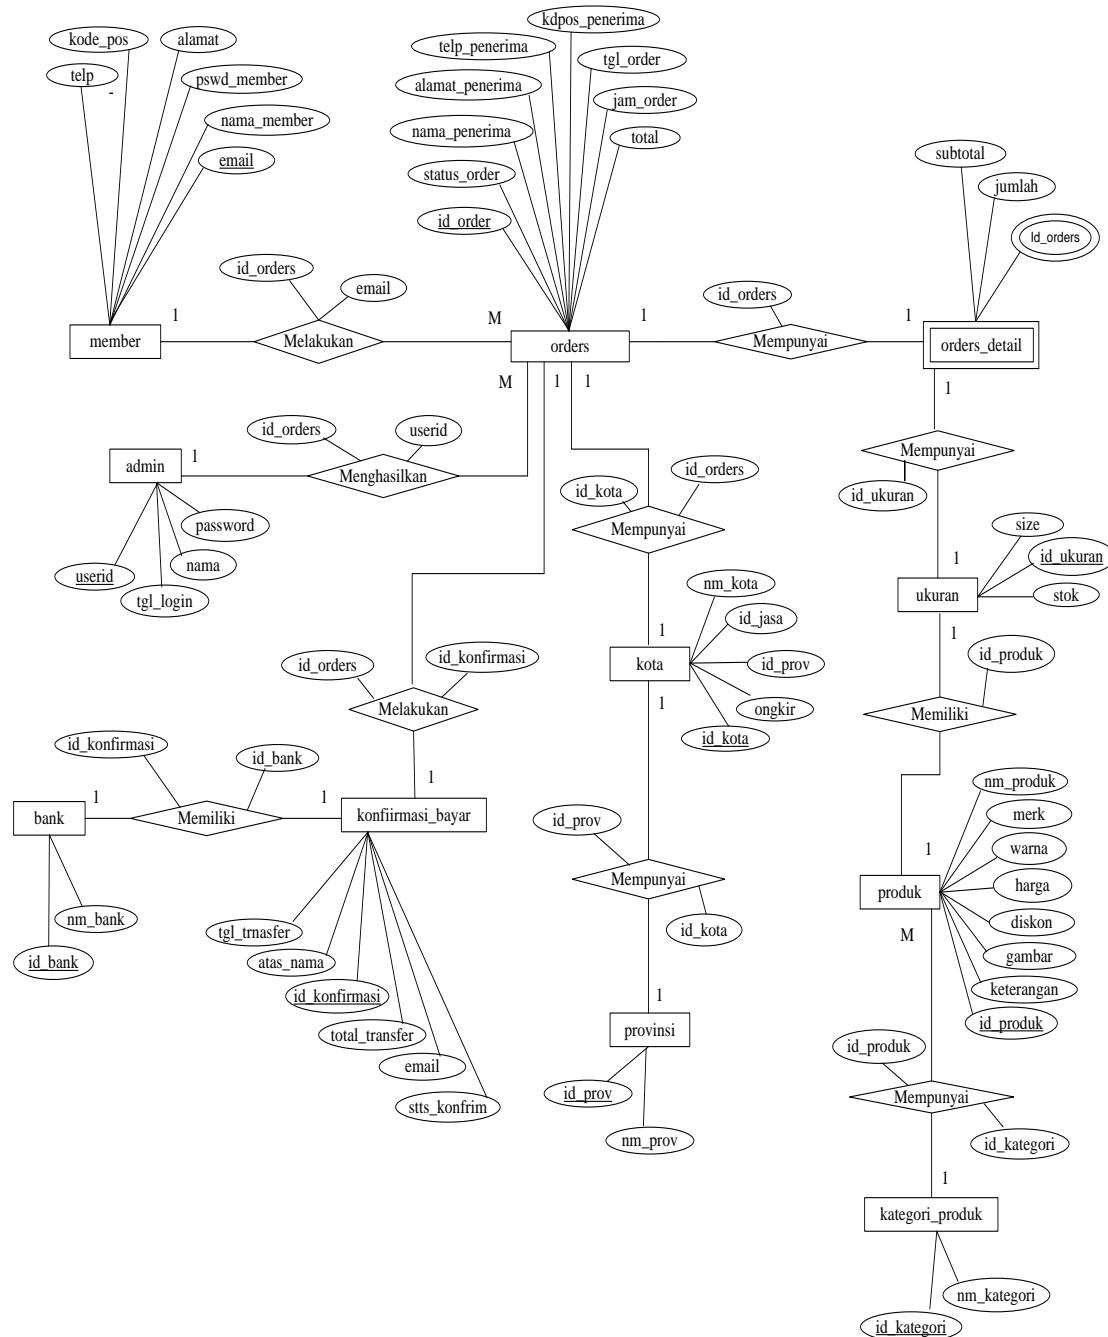 kdpos_penerima
kode_pos
alamat
telp_penerima
tgl_order
telp
-
pswd_member
alamat_penerima
jam_order
nama_member
nama_penerima
total
email
status_order
subtotal
jumlah
id_order
Id_orders
id_orders
email
id_orders
1
M
1
1
member
Melakukan
orders
Mempunyai
orders_detail
M
1
1
1
id_orders
userid
admin
1
Menghasilkan
Mempunyai
id_orders
id_kota
id_ukuran
password
Mempunyai
size
nama
id_ukuran
userid
tgl_login
nm_kota
1
ukuran
stok
id_jasa
1
1
id_konfirmasi
id_orders
kota
id_prov
id_produk
1
ongkir
Melakukan
Memiliki
id_kota
id_konfirmasi
id_bank
1
nm_produk
1
1
bank
Memiliki
konfiirmasi_bayar
id_prov
merk
warna
1
Mempunyai
produk
harga
nm_bank
diskon
tgl_trnasfer
id_kota
M
gambar
id_bank
atas_nama
keterangan
id_konfirmasi
1
id_produk
total_transfer
provinsi
id_produk
email
id_prov
Mempunyai
stts_konfrim
nm_prov
id_kategori
1
kategori_produk
nm_kategori
id_kategori